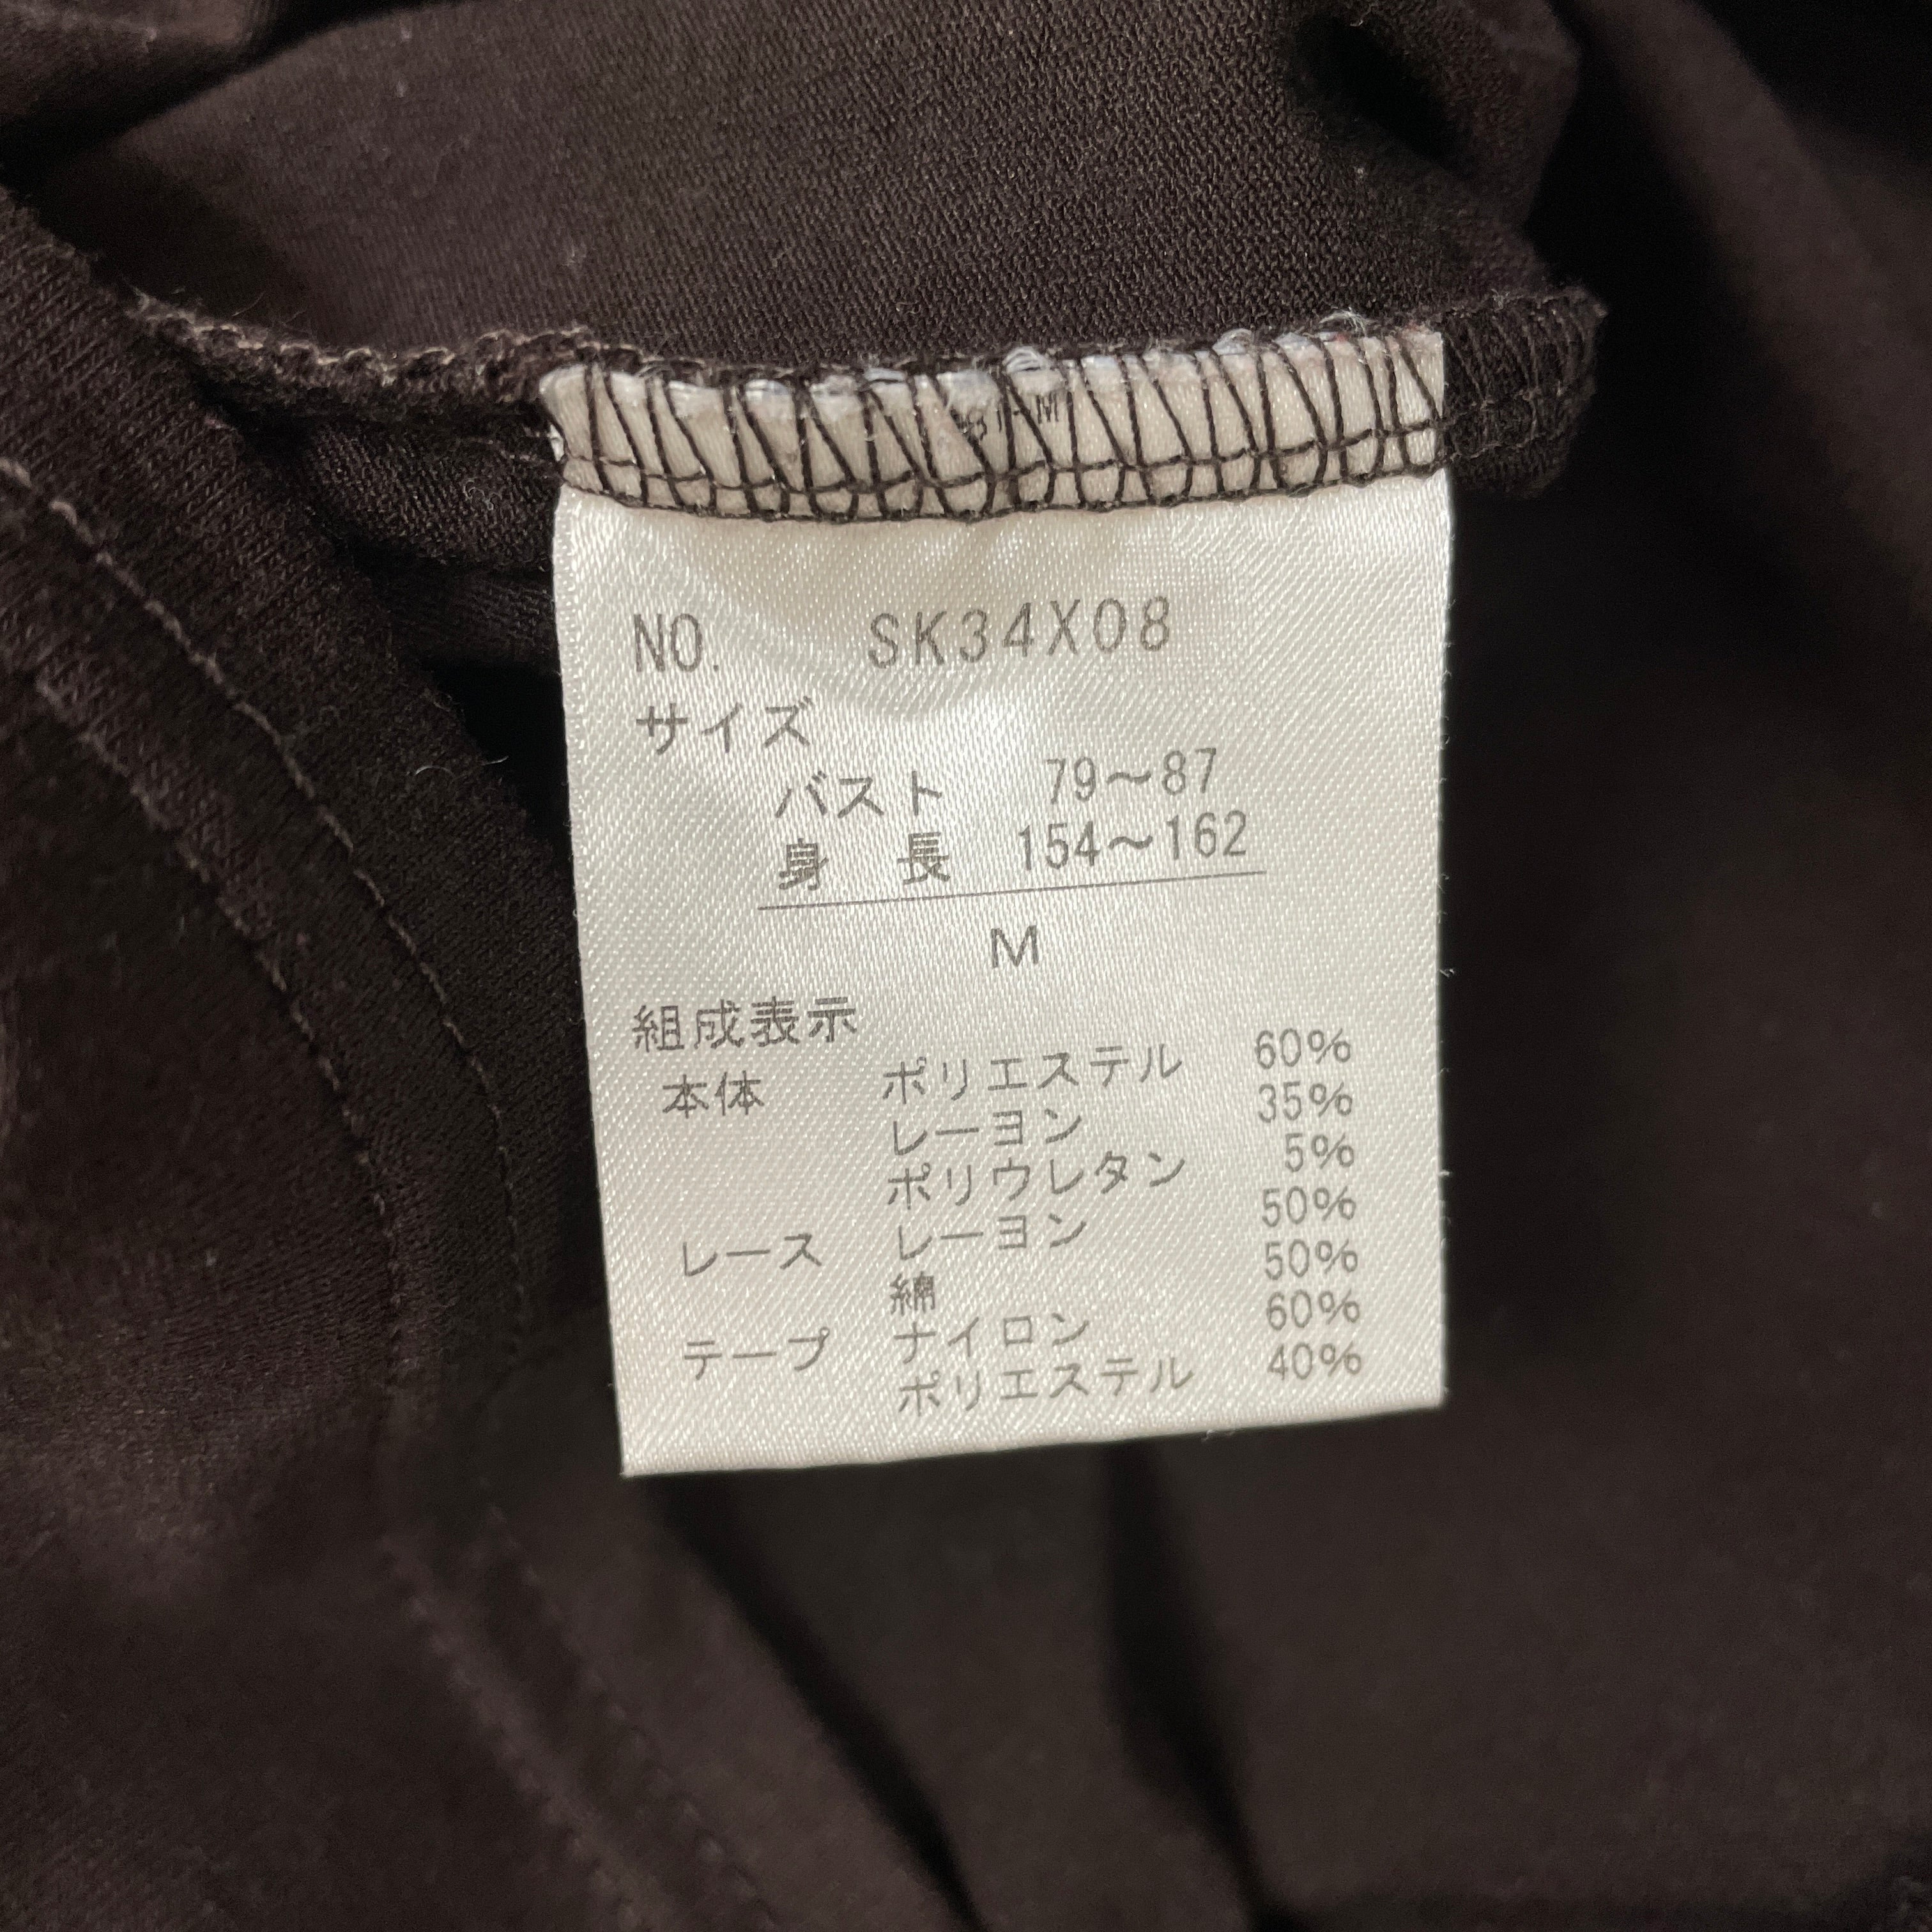 NO. SK34X08
サイズ
バスト 79～87
身 長 154～162
M
組成表示
本体 ポリエステル 60%
レーヨン 35%
ポリウレタン 5%
レース レーヨン 50%
綿 50%
テープ ナイロン 60%
ポリエステル 40%